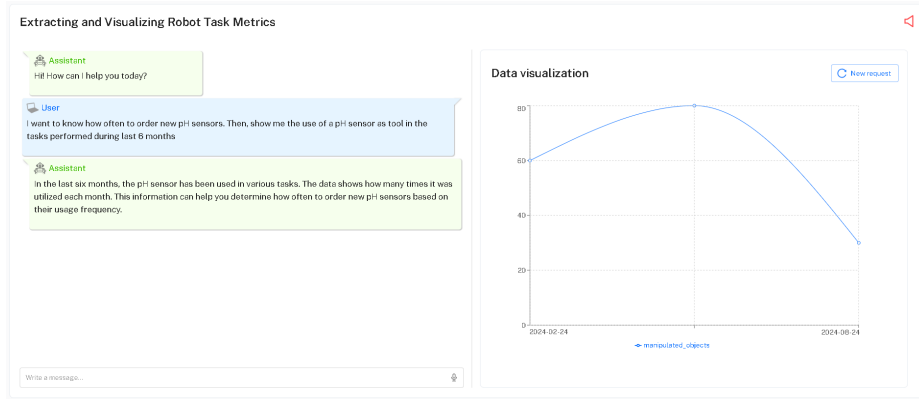 Extracting and Visualizing Robot Task Metrics
Assistant
Hi! How can I help you today?
User
I want to know how often to order new pH sensors. Then, show me the use of a pH sensor as tool in the
tasks performed during last 6 months
Assistant
In the last six months, the pH sensor has been used in various tasks. The data shows how many times it was
utilized each month. This information can help you determine how often to order new pH sensors based on
their usage frequency.
Write a message...
Data visualization
New request
80
60
40
20
0
2024-02-24
2024-08-24
manipulated_objects